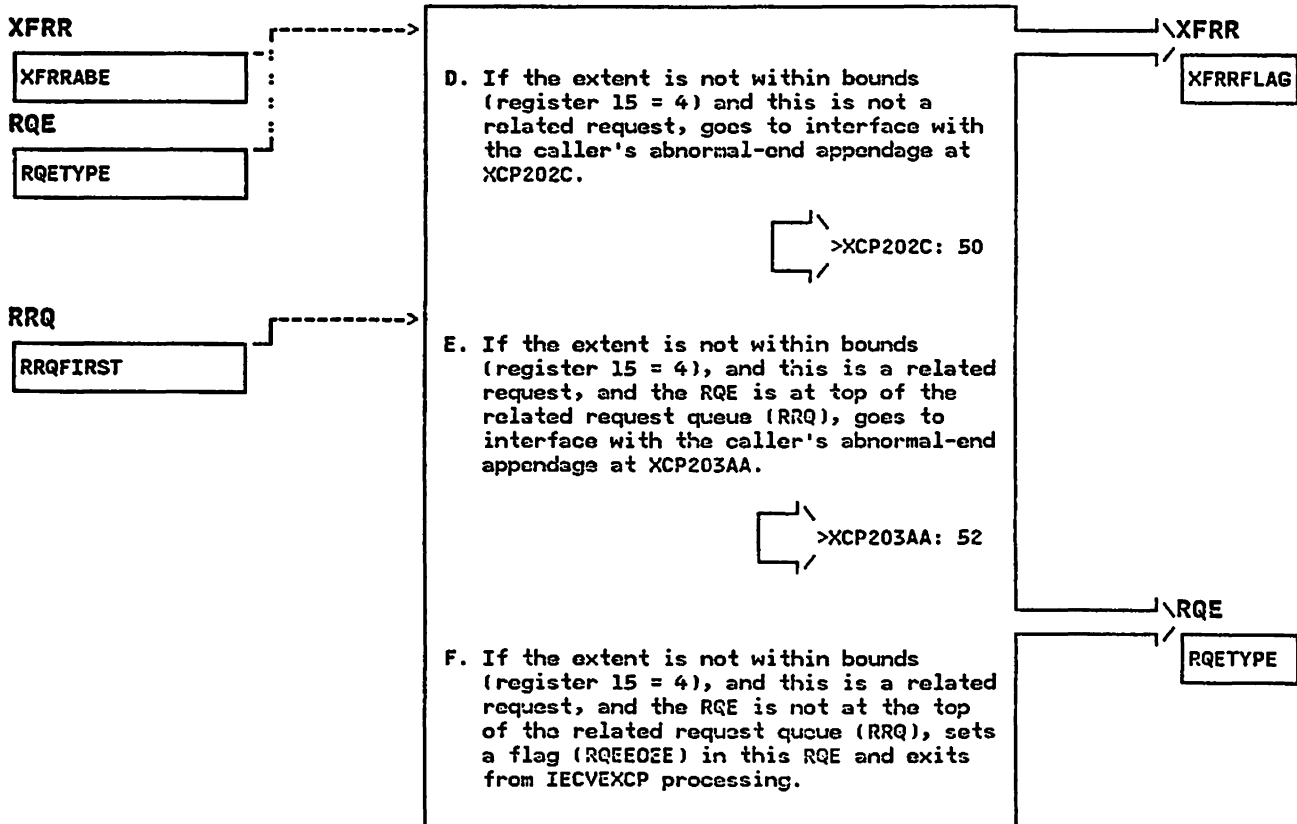 XFRR
XFRRABE
RQE
RQETYPE
RRQ
RRQFIRST
D. If the extent is not within bounds
(register 15 = 4) and this is not a
related request, goes to interface with
the caller's abnormal-end appendage at
XCP202C.
>XCP202C: 50
E. If the extent is not within bounds
(register 15 = 4), and this is a related
request, and the RQE is at top of the
related request queue (RRQ), goes to
interface with the caller's abnormal-end
appendage at XCP203AA.
>XCP203AA: 52
F. If the extent is not within bounds
(register 15 = 4), and this is a related
request, and the RQE is not at the top
of the related request queue (RRQ), sets
a flag (RQEEOEE) in this RQE and exits
from IECVEXCP processing.
XFRR
XFRRFLAG
RQE
RQETYPE